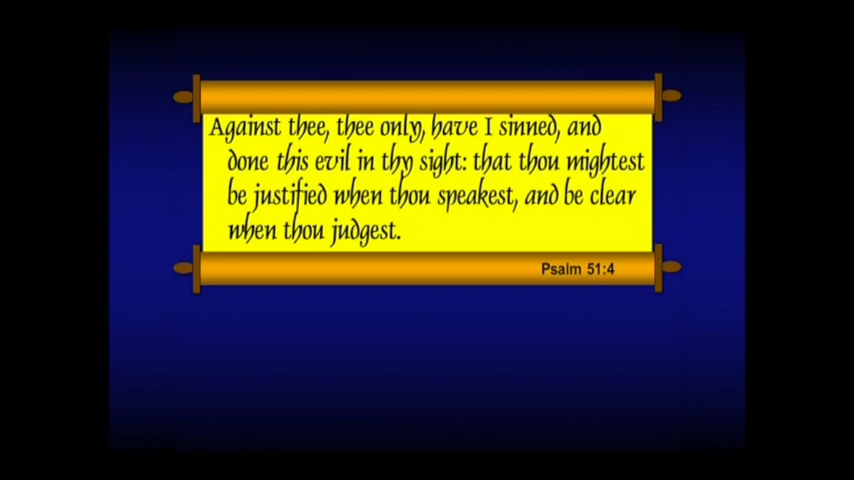 Against thee, thee only, have I sinned, and
done this evil in thy sight: that thou mightest
be justified when thou speakest, and be clear
when thou judgest.
Psalm 51:4